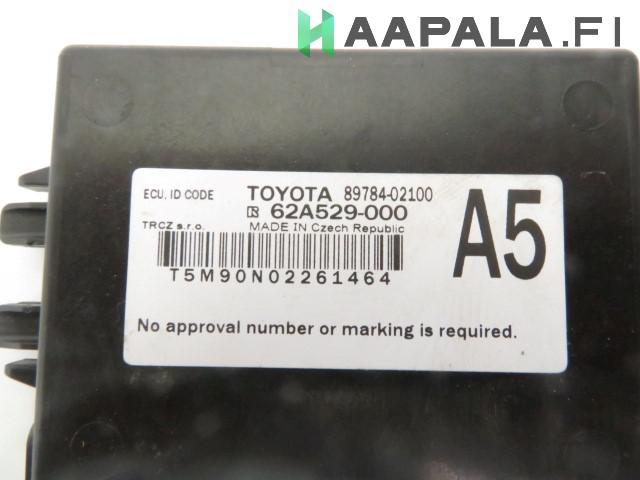 HAAPALA.FI
ECU, ID CODE TOYOTA 89784-02100
62A529-000
TRCZ s.r.o. MADE IN Czech Republic
A5
T5M90N02261464
No approval number or marking is required.